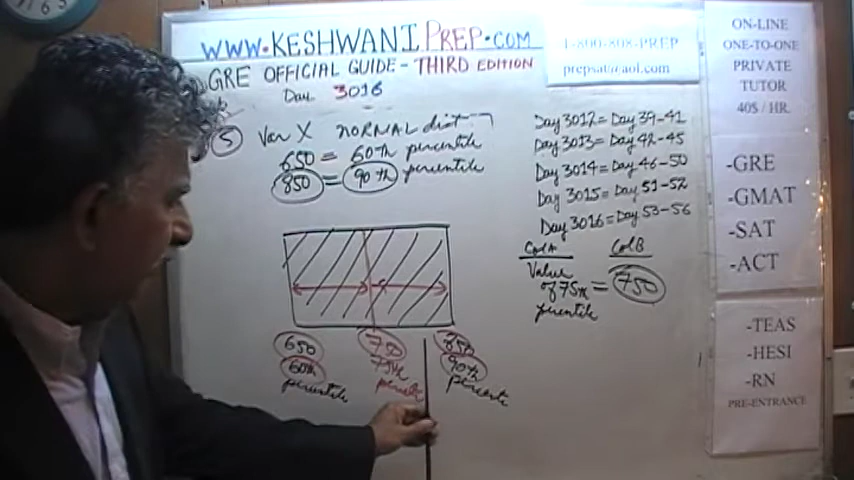 WWW.KESHWANIPREP.COM
GRE OFFICIAL GUIDE - THIRD EDITION
Day 3016
5 Var X NORMAL dist
650 = 60th percentile
850 = 90th percentile
650
60th
percentile
750
75th
850
90th
percentile
1-800-808-PREP
prepsat@aol.com
Day 3012 = Day 39-41
Day 3013 = Day 42-45
Day 3014 = Day 46-50
Day 3015 = Day 51-52
Day 3016 = Day 53-56
Col A Col B
Value
of 75th = 750
percentile
ON-LINE
ONE-TO-ONE
PRIVATE
TUTOR
40$ / HR.
-GRE
-GMAT
-SAT
-ACT
-TEAS
-HESI
-RN
PRE-ENTRANCE